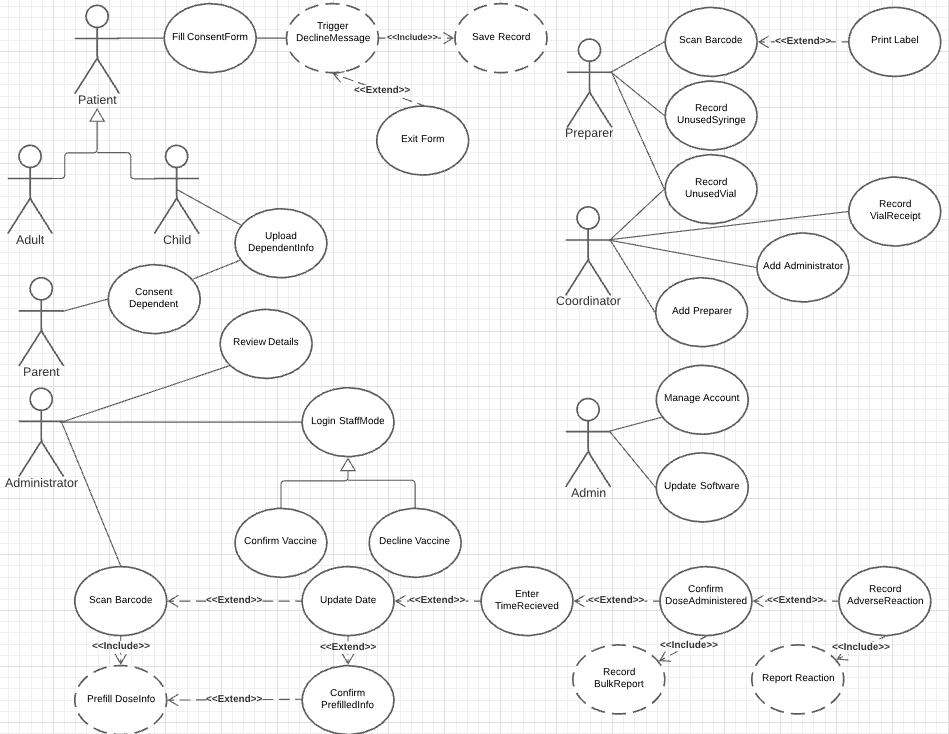 Fill ConsentForm
Trigger
DeclineMessage
<<Include>>
Save Record
<<Extend>>
Exit Form
Patient
Adult
Child
Upload
DependentInfo
Consent
Dependent
Parent
Review Details
Login StaffMode
Administrator
Confirm Vaccine
Decline Vaccine
Scan Barcode
<<Extend>>
Print Label
Record
UnusedSyringe
Preparer
Record
UnusedVial
Record
VialReceipt
Add Administrator
Coordinator
Add Preparer
Manage Account
Admin
Update Software
Scan Barcode
<<Extend>>
Update Date
<<Extend>>
Enter
TimeRecieved
<<Extend>>
Confirm
DoseAdministered
<<Extend>>
Record
AdverseReaction
<<Include>>
<<Extend>>
<<Include>>
<<Include>>
Prefill DoseInfo
<<Extend>>
Confirm
PrefilledInfo
Record
BulkReport
Report Reaction